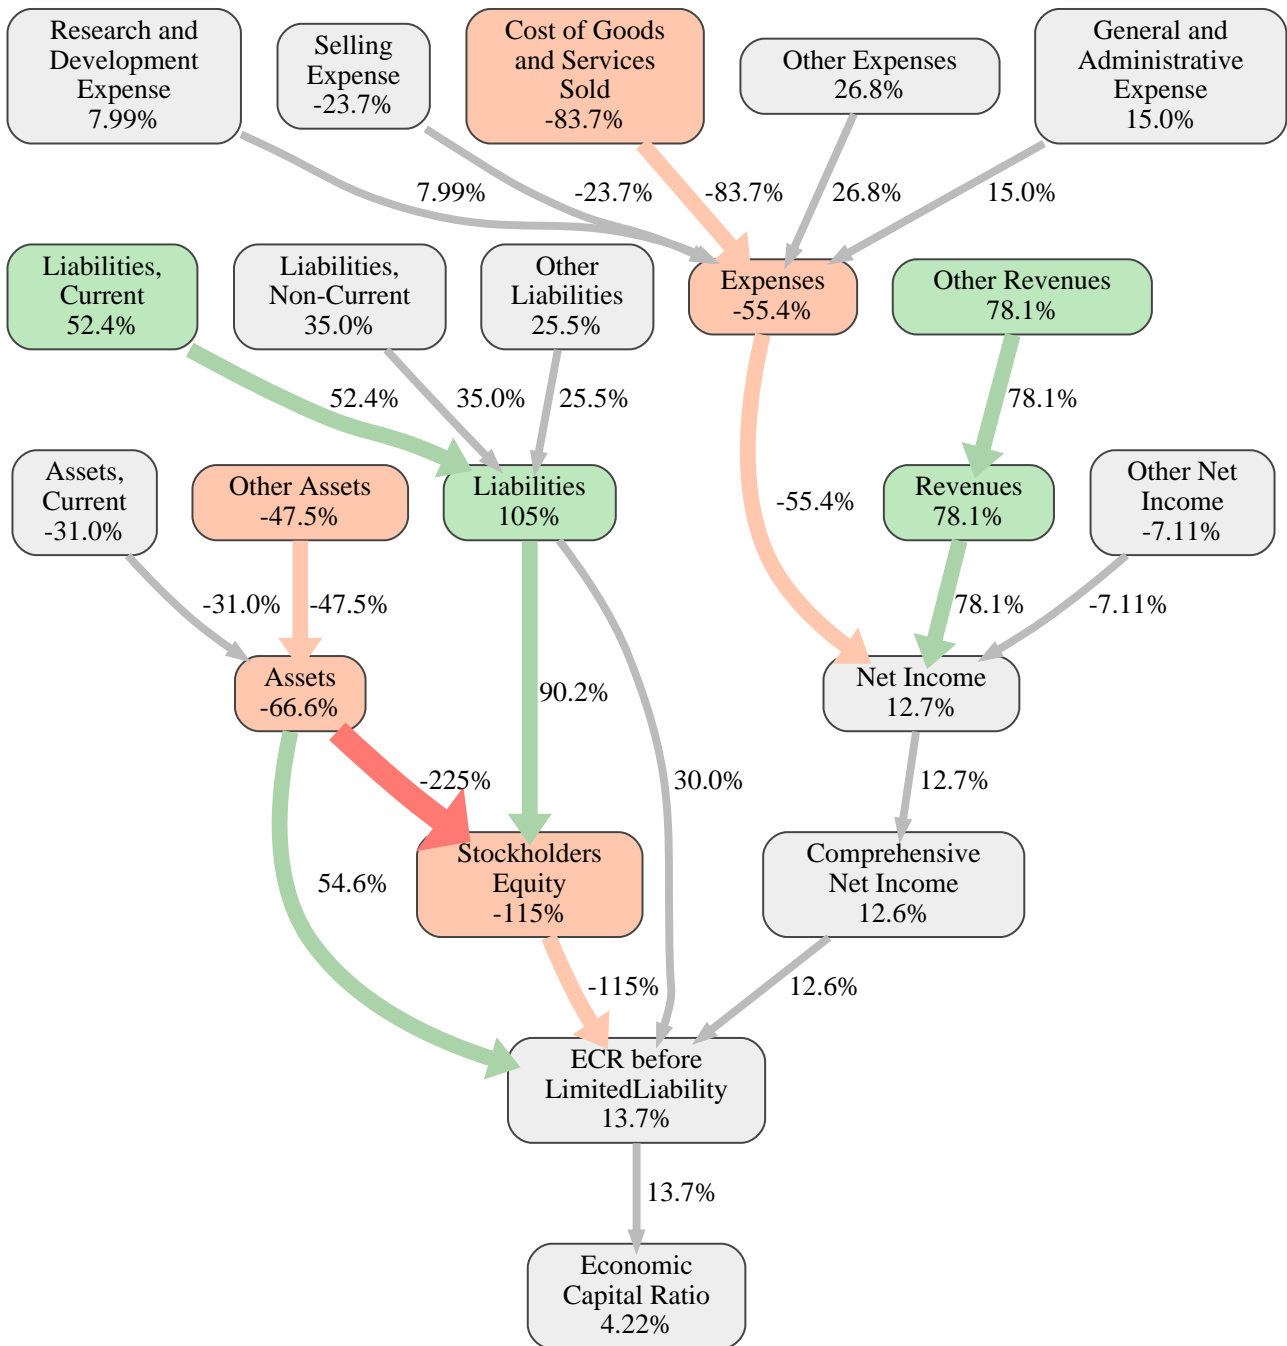 Research and
Development
Expense
7.99%
Selling
Expense
-23.7%
Cost of Goods
and Services
Sold
-83.7%
Other Expenses
26.8%
General and
Administrative
Expense
15.0%
7.99%
-23.7%
-83.7%
26.8%
15.0%
Liabilities,
Current
52.4%
Liabilities,
Non-Current
35.0%
Other
Liabilities
25.5%
Expenses
-55.4%
Other Revenues
78.1%
52.4%
35.0%
25.5%
78.1%
Assets,
Current
-31.0%
Other Assets
-47.5%
Liabilities
105%
-55.4%
Revenues
78.1%
Other Net
Income
-7.11%
-31.0%
-47.5%
78.1%
-7.11%
Assets
-66.6%
90.2%
Net Income
12.7%
-225%
30.0%
12.7%
54.6%
Stockholders
Equity
-115%
Comprehensive
Net Income
12.6%
-115%
12.6%
ECR before
LimitedLiability
13.7%
13.7%
Economic
Capital Ratio
4.22%